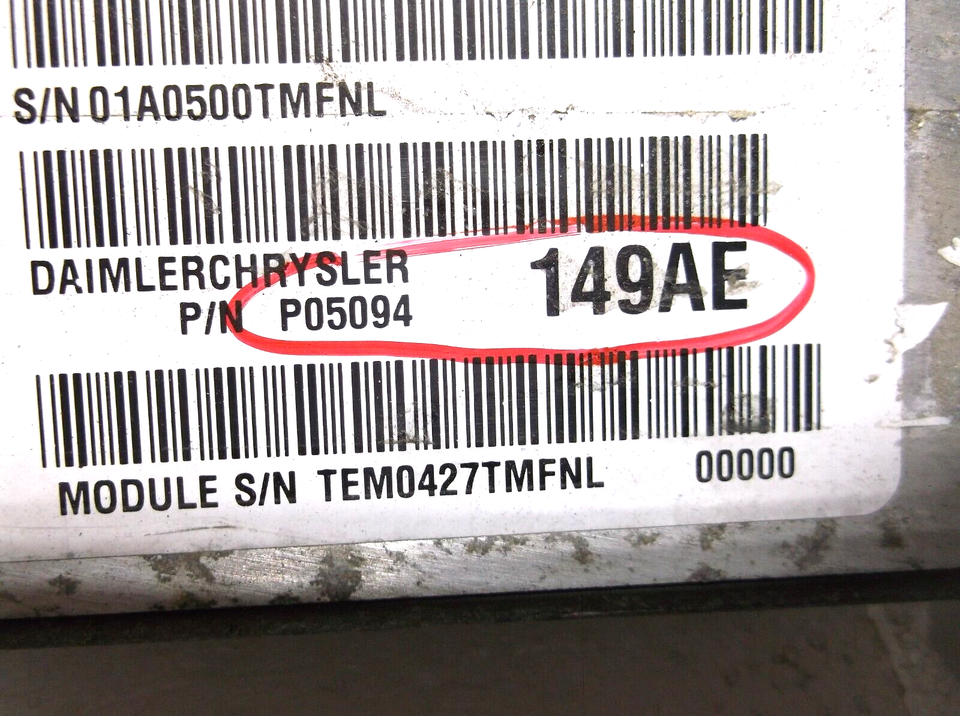 S/N 01A0500TMFNL
DAIMLERCHRYSLER
P/N P05094 149AE
MODULE S/N TEM0427TMFNL 00000